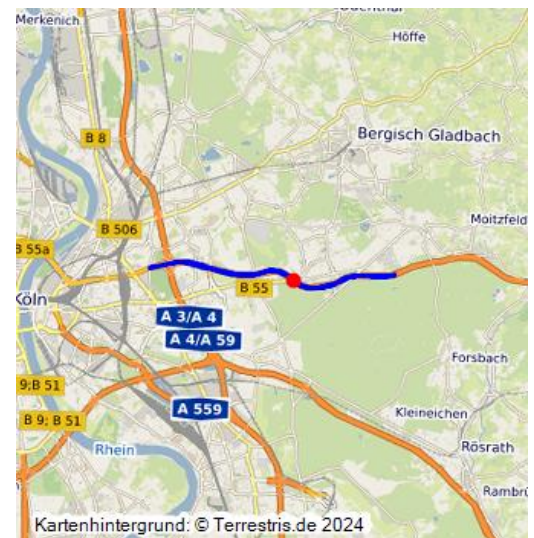 Merkenich
Höffe
B 8
Bergisch Gladbach
B 506
Moitzfeld
B 55a
B 55
Köln
A 3/A 4
A 4/A 59
Forsbach
9;B 51
A 559
Kleineichen
B 9; B 51
Rösrath
Rhein
Rambrü
Kartenhintergrund: © Terrestris.de 2024